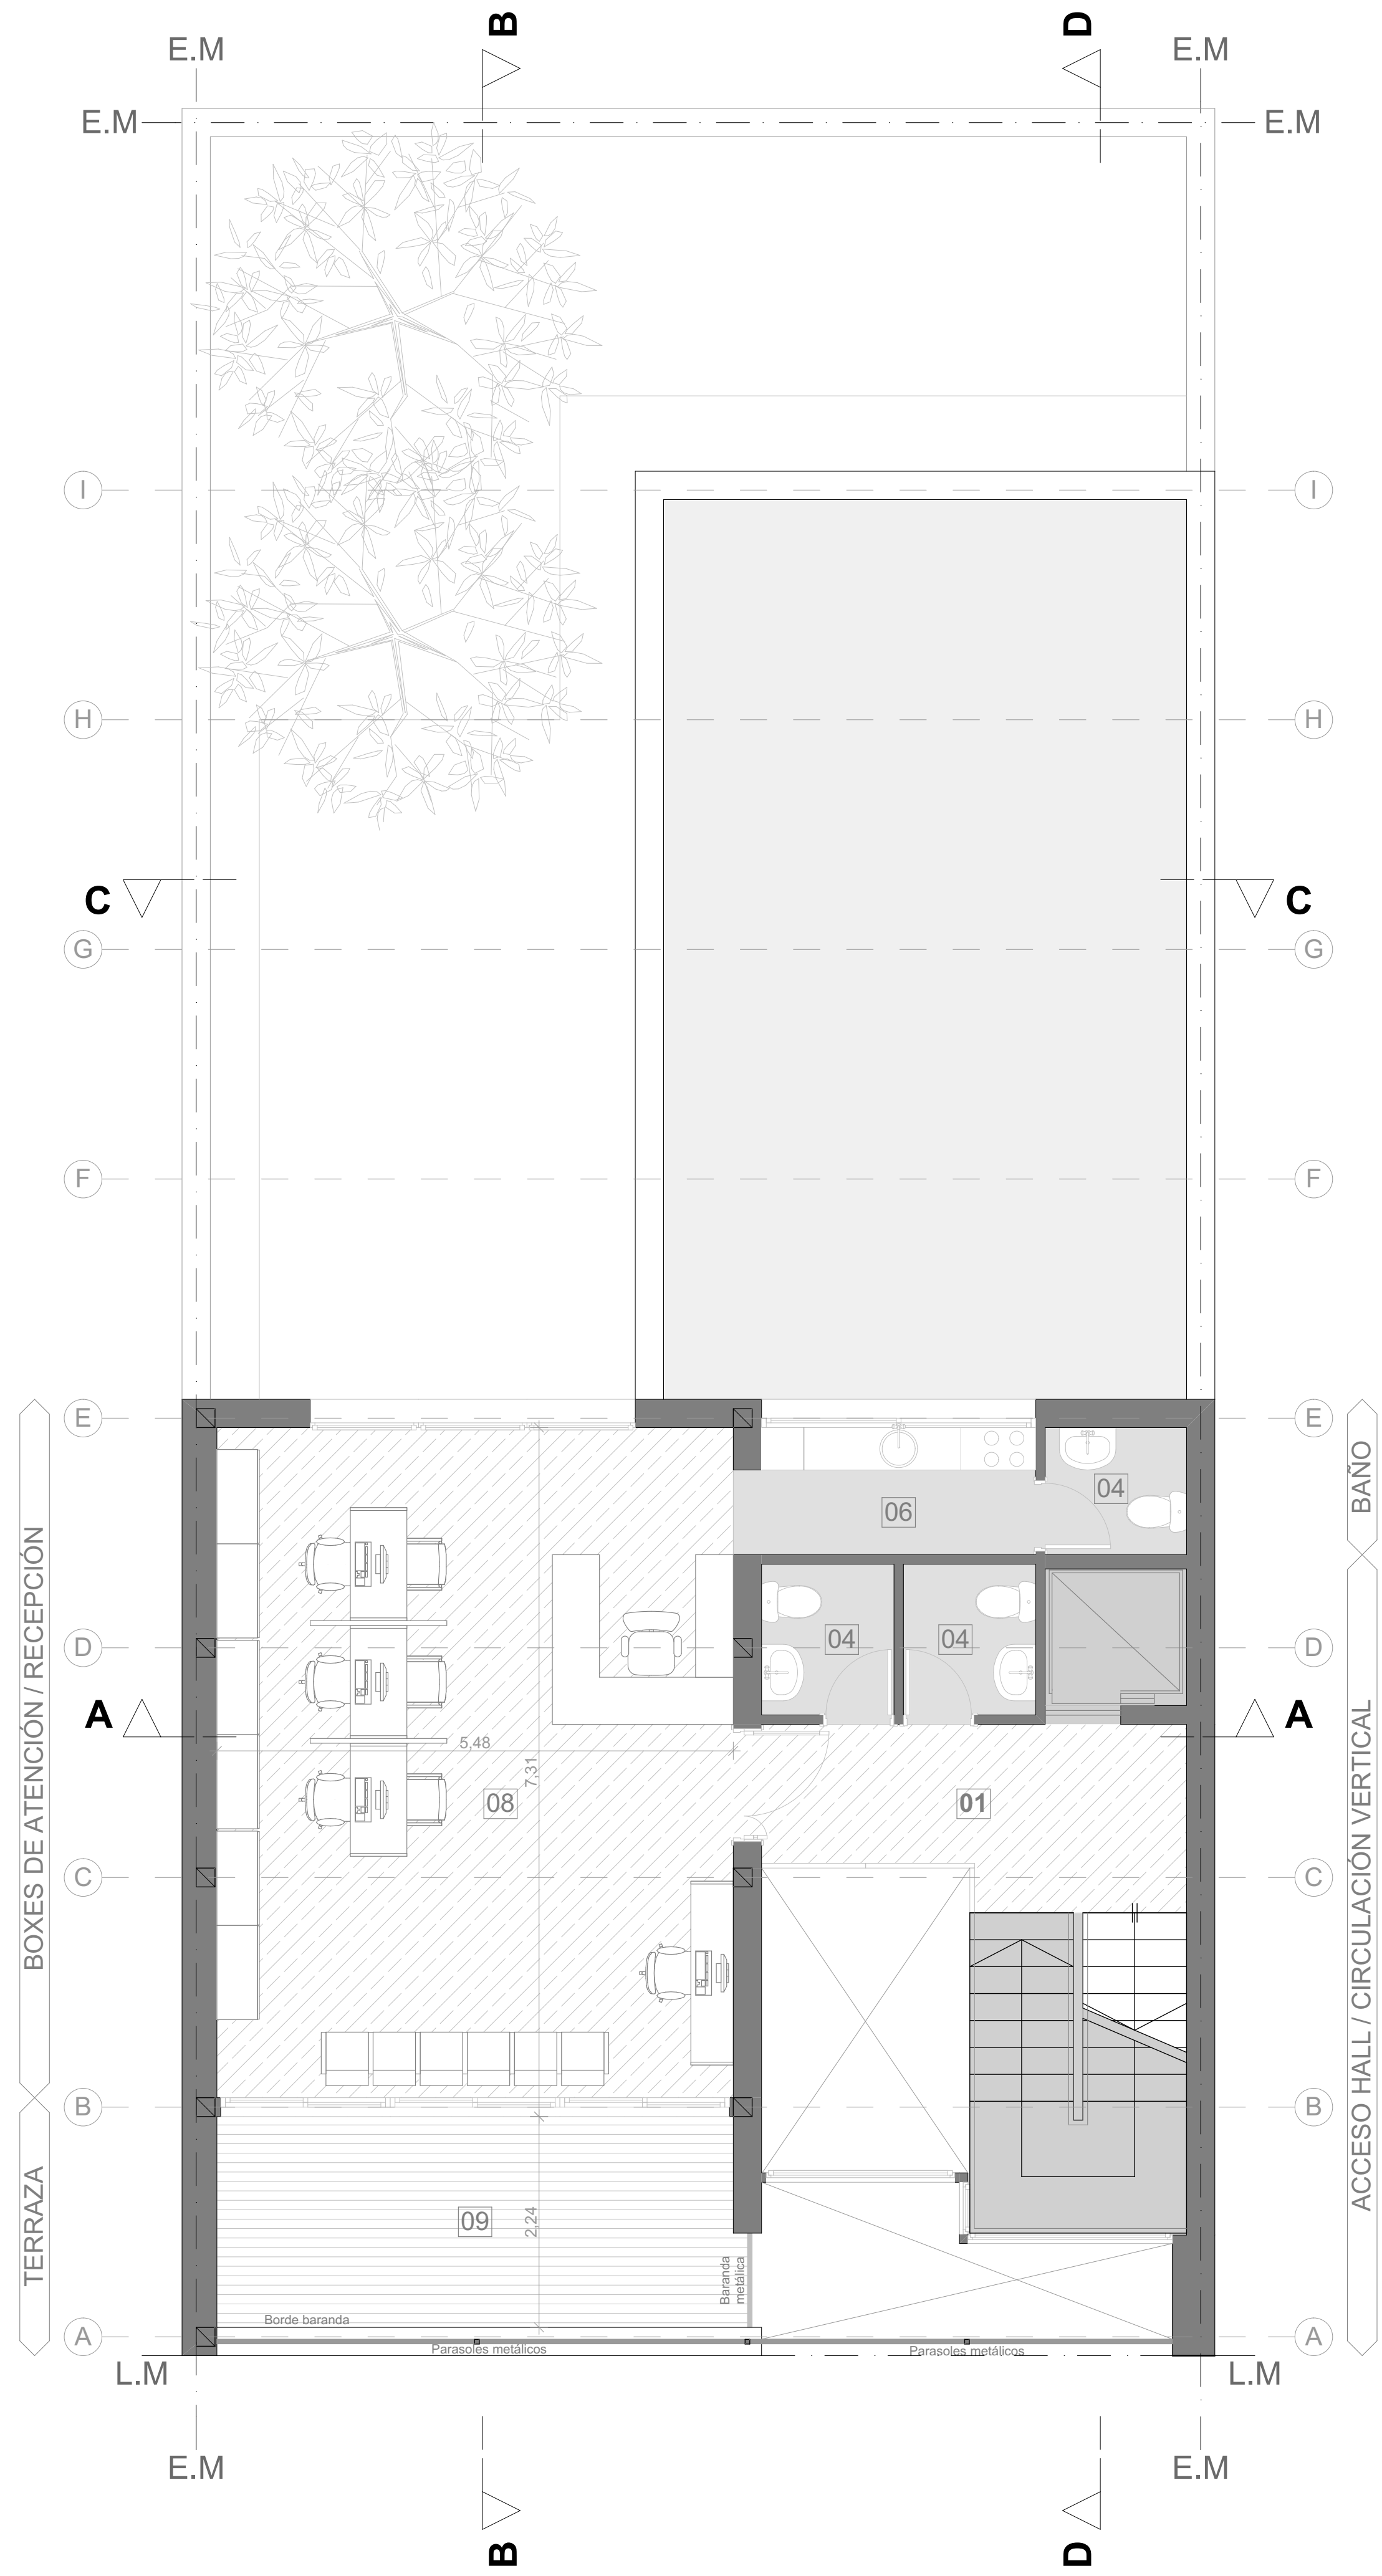 B
D
E.M
E.M
E.M
E.M
I
I
H
H
C
C
G
G
F
F
E
E
BAÑO
04
06
BOXES DE ATENCIÓN / RECEPCIÓN
04
04
D
D
A
A
5,48
7,31
08
01
ACCESO HALL / CIRCULACIÓN VERTICAL
C
C
B
B
TERRAZA
09
2,24
Baranda
metálica
Borde baranda
A
A
Parasoles metálicos
Parasoles metálicos
L.M
L.M
E.M
E.M
B
D